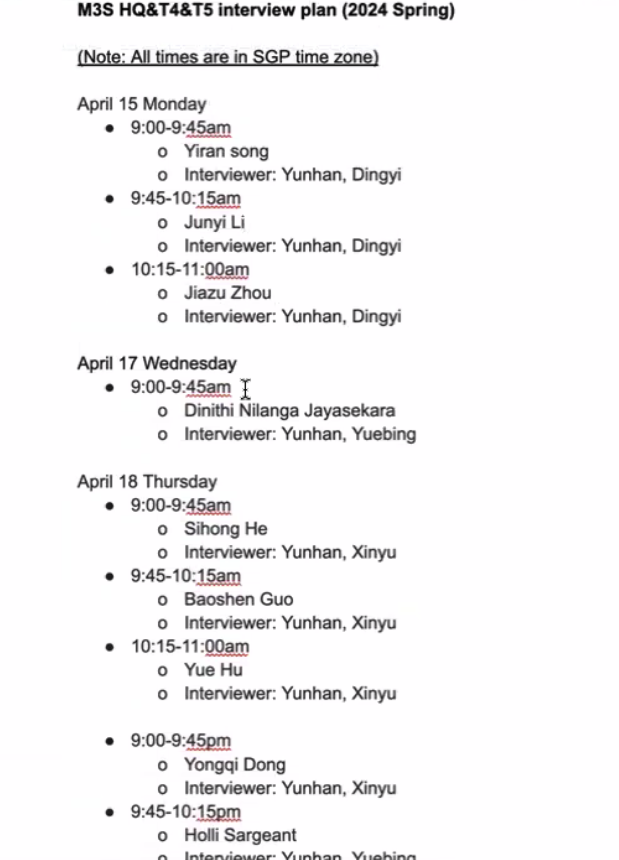 M3S HQ&T4&T5 interview plan (2024 Spring)
(Note: All times are in SGP time zone)
April 15 Monday
● 9:00-9:45am
o Yiran song
o Interviewer: Yunhan, Dingyi
● 9:45-10:15am
o Junyi Li
o Interviewer: Yunhan, Dingyi
● 10:15-11:00am
o Jiazu Zhou
o Interviewer: Yunhan, Dingyi
April 17 Wednesday
● 9:00-9:45am
o Dinithi Nilanga Jayasekara
o Interviewer: Yunhan, Yuebing
April 18 Thursday
● 9:00-9:45am
o Sihong He
o Interviewer: Yunhan, Xinyu
● 9:45-10:15am
o Baoshen Guo
o Interviewer: Yunhan, Xinyu
● 10:15-11:00am
o Yue Hu
o Interviewer: Yunhan, Xinyu
● 9:00-9:45pm
o Yongqi Dong
o Interviewer: Yunhan, Xinyu
● 9:45-10:15pm
o Holli Sargeant
o Interviewer: Yunhan, Yuebing